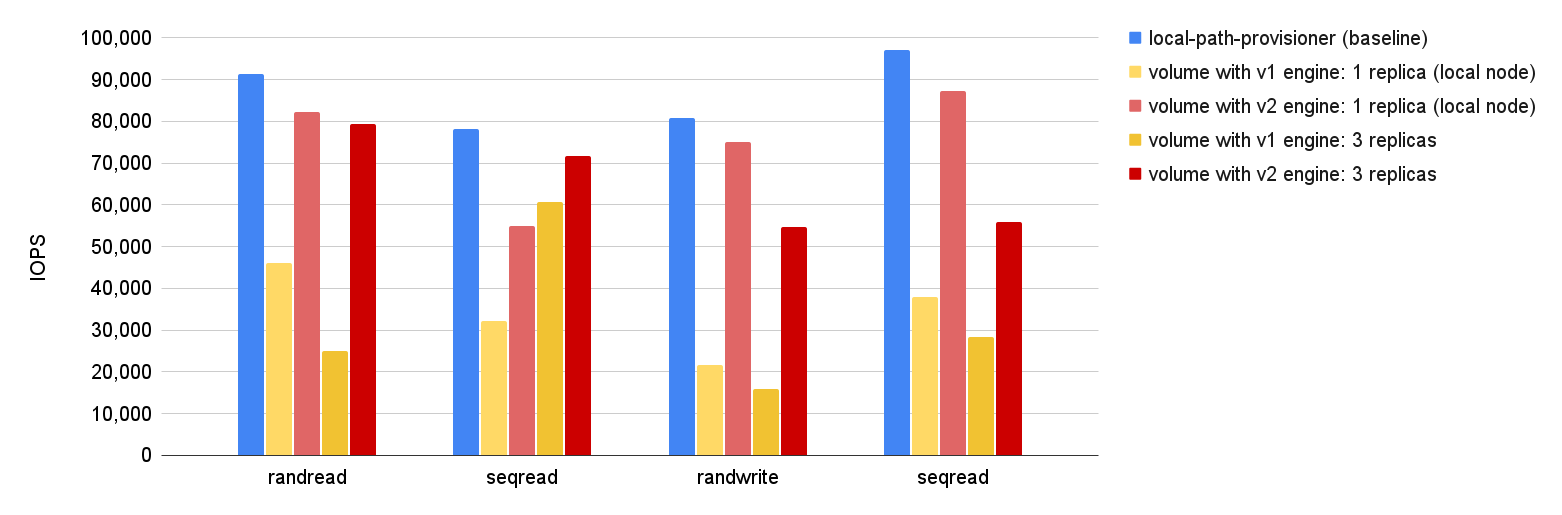 100,000
90,000
80,000
70,000
60,000
50,000
40,000
30,000
20,000
10,000
0
IOPS
randread
seqread
randwrite
seqread
local-path-provisioner (baseline)
volume with v1 engine: 1 replica (local node)
volume with v2 engine: 1 replica (local node)
volume with v1 engine: 3 replicas
volume with v2 engine: 3 replicas